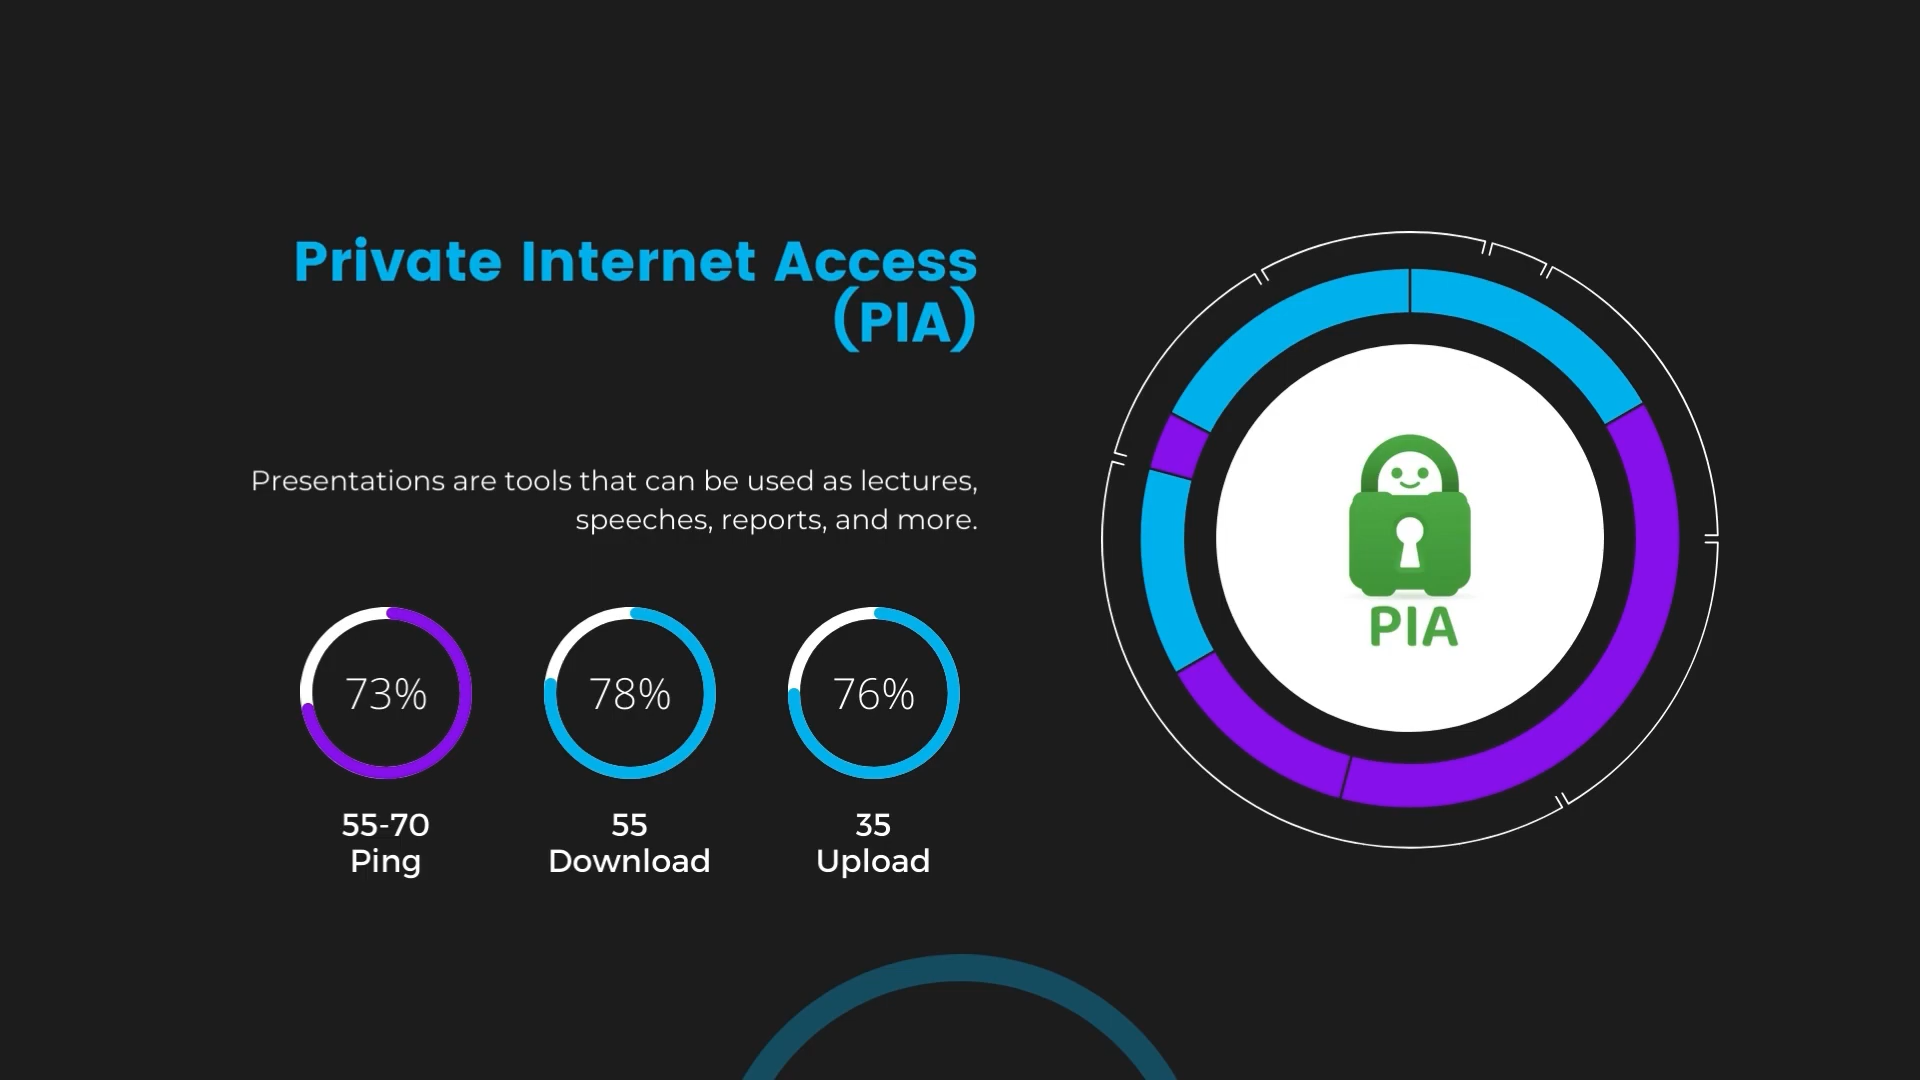 Private Internet Access
(PIA)
Presentations are tools that can be used as lectures,
speeches, reports, and more.
73%
78%
76%
55-70
Ping
55
Download
35
Upload
PIA